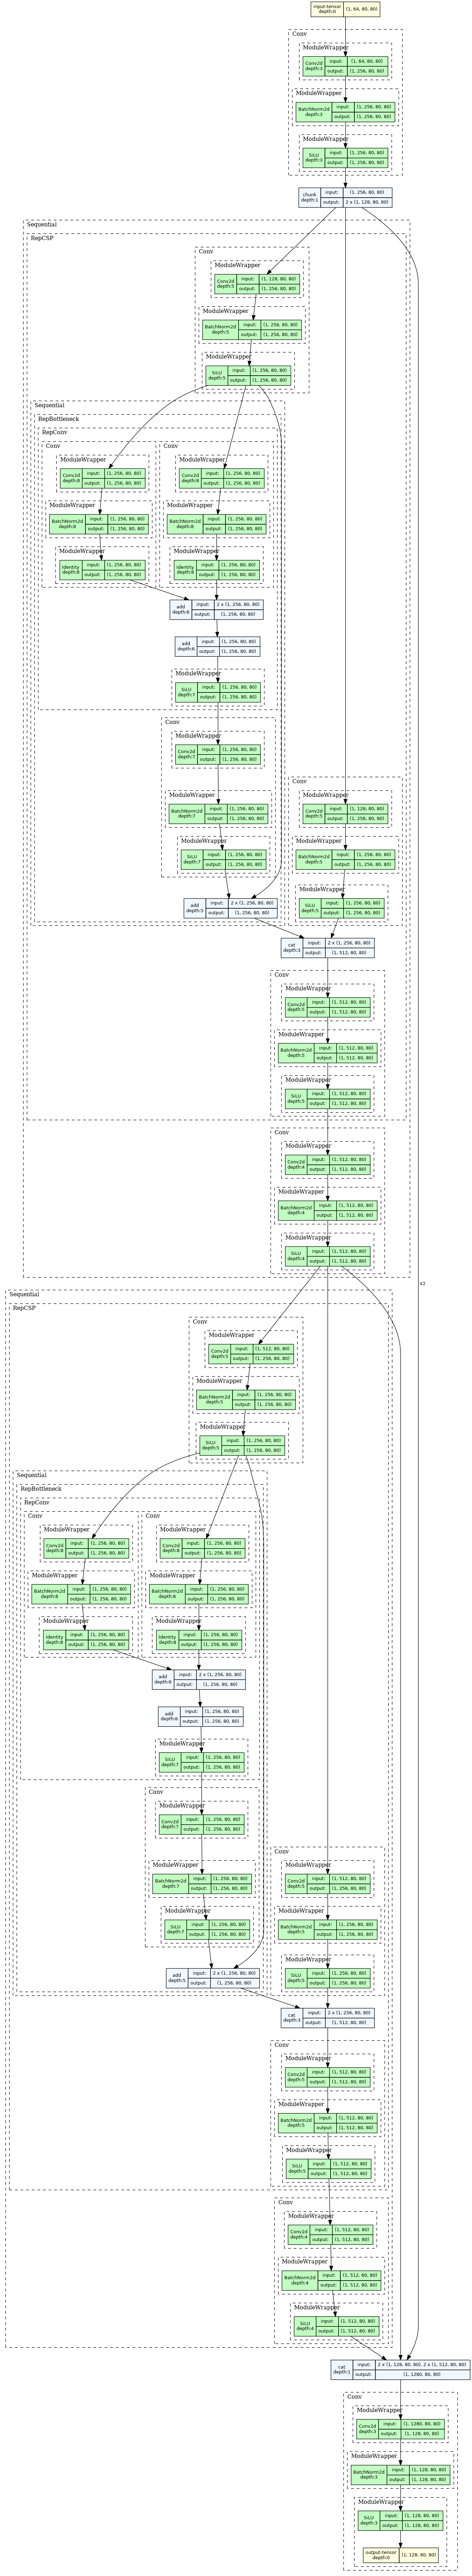 input-tensor (1, 64, 80, 80)
depth:0
Conv
ModuleWrapper
Conv2d input: (1, 64, 80, 80)
depth:3 output: (1, 256, 80, 80)
ModuleWrapper
BatchNorm2d input: (1, 256, 80, 80)
depth:3 output: (1, 256, 80, 80)
ModuleWrapper
SiLU input: (1, 256, 80, 80)
depth:3 output: (1, 256, 80, 80)
chunk input: (1, 256, 80, 80)
depth:1 output: 2 x (1, 128, 80, 80)
Sequential
RepCSP
Conv
ModuleWrapper
Conv2d input: (1, 128, 80, 80)
depth:5 output: (1, 256, 80, 80)
ModuleWrapper
BatchNorm2d input: (1, 256, 80, 80)
depth:5 output: (1, 256, 80, 80)
ModuleWrapper
SiLU input: (1, 256, 80, 80)
depth:5 output: (1, 256, 80, 80)
Sequential
RepBottleneck
RepConv
Conv
ModuleWrapper
Conv2d input: (1, 256, 80, 80)
depth:8 output: (1, 256, 80, 80)
ModuleWrapper
BatchNorm2d input: (1, 256, 80, 80)
depth:8 output: (1, 256, 80, 80)
ModuleWrapper
Identity input: (1, 256, 80, 80)
depth:8 output: (1, 256, 80, 80)
Conv
ModuleWrapper
Conv2d input: (1, 256, 80, 80)
depth:8 output: (1, 256, 80, 80)
ModuleWrapper
BatchNorm2d input: (1, 256, 80, 80)
depth:8 output: (1, 256, 80, 80)
ModuleWrapper
Identity input: (1, 256, 80, 80)
depth:8 output: (1, 256, 80, 80)
add input: 2 x (1, 256, 80, 80)
depth:6 output: (1, 256, 80, 80)
add input: (1, 256, 80, 80)
depth:6 output: (1, 256, 80, 80)
ModuleWrapper
SiLU input: (1, 256, 80, 80)
depth:7 output: (1, 256, 80, 80)
Conv
ModuleWrapper
Conv2d input: (1, 256, 80, 80)
depth:7 output: (1, 256, 80, 80)
ModuleWrapper
BatchNorm2d input: (1, 256, 80, 80)
depth:7 output: (1, 256, 80, 80)
ModuleWrapper
SiLU input: (1, 256, 80, 80)
depth:7 output: (1, 256, 80, 80)
Conv
ModuleWrapper
Conv2d input: (1, 128, 80, 80)
depth:5 output: (1, 256, 80, 80)
ModuleWrapper
BatchNorm2d input: (1, 256, 80, 80)
depth:5 output: (1, 256, 80, 80)
ModuleWrapper
SiLU input: (1, 256, 80, 80)
depth:5 output: (1, 256, 80, 80)
add input: 2 x (1, 256, 80, 80)
depth:5 output: (1, 256, 80, 80)
cat input: 2 x (1, 256, 80, 80)
depth:3 output: (1, 512, 80, 80)
Conv
ModuleWrapper
Conv2d input: (1, 512, 80, 80)
depth:5 output: (1, 512, 80, 80)
ModuleWrapper
BatchNorm2d input: (1, 512, 80, 80)
depth:5 output: (1, 512, 80, 80)
ModuleWrapper
SiLU input: (1, 512, 80, 80)
depth:5 output: (1, 512, 80, 80)
Conv
ModuleWrapper
Conv2d input: (1, 512, 80, 80)
depth:4 output: (1, 512, 80, 80)
ModuleWrapper
BatchNorm2d input: (1, 512, 80, 80)
depth:4 output: (1, 512, 80, 80)
ModuleWrapper
SiLU input: (1, 512, 80, 80)
depth:4 output: (1, 512, 80, 80)
x2
Sequential
RepCSP
Conv
ModuleWrapper
Conv2d input: (1, 512, 80, 80)
depth:5 output: (1, 256, 80, 80)
ModuleWrapper
BatchNorm2d input: (1, 256, 80, 80)
depth:5 output: (1, 256, 80, 80)
ModuleWrapper
SiLU input: (1, 256, 80, 80)
depth:5 output: (1, 256, 80, 80)
Sequential
RepBottleneck
RepConv
Conv
ModuleWrapper
Conv2d input: (1, 256, 80, 80)
depth:8 output: (1, 256, 80, 80)
ModuleWrapper
BatchNorm2d input: (1, 256, 80, 80)
depth:8 output: (1, 256, 80, 80)
ModuleWrapper
Identity input: (1, 256, 80, 80)
depth:8 output: (1, 256, 80, 80)
Conv
ModuleWrapper
Conv2d input: (1, 256, 80, 80)
depth:8 output: (1, 256, 80, 80)
ModuleWrapper
BatchNorm2d input: (1, 256, 80, 80)
depth:8 output: (1, 256, 80, 80)
ModuleWrapper
Identity input: (1, 256, 80, 80)
depth:8 output: (1, 256, 80, 80)
add input: 2 x (1, 256, 80, 80)
depth:6 output: (1, 256, 80, 80)
add input: (1, 256, 80, 80)
depth:6 output: (1, 256, 80, 80)
ModuleWrapper
SiLU input: (1, 256, 80, 80)
depth:7 output: (1, 256, 80, 80)
Conv
ModuleWrapper
Conv2d input: (1, 256, 80, 80)
depth:7 output: (1, 256, 80, 80)
ModuleWrapper
BatchNorm2d input: (1, 256, 80, 80)
depth:7 output: (1, 256, 80, 80)
ModuleWrapper
SiLU input: (1, 256, 80, 80)
depth:7 output: (1, 256, 80, 80)
Conv
ModuleWrapper
Conv2d input: (1, 512, 80, 80)
depth:5 output: (1, 256, 80, 80)
ModuleWrapper
BatchNorm2d input: (1, 256, 80, 80)
depth:5 output: (1, 256, 80, 80)
ModuleWrapper
SiLU input: (1, 256, 80, 80)
depth:5 output: (1, 256, 80, 80)
add input: 2 x (1, 256, 80, 80)
depth:5 output: (1, 256, 80, 80)
cat input: 2 x (1, 256, 80, 80)
depth:3 output: (1, 512, 80, 80)
Conv
ModuleWrapper
Conv2d input: (1, 512, 80, 80)
depth:5 output: (1, 512, 80, 80)
ModuleWrapper
BatchNorm2d input: (1, 512, 80, 80)
depth:5 output: (1, 512, 80, 80)
ModuleWrapper
SiLU input: (1, 512, 80, 80)
depth:5 output: (1, 512, 80, 80)
Conv
ModuleWrapper
Conv2d input: (1, 512, 80, 80)
depth:4 output: (1, 512, 80, 80)
ModuleWrapper
BatchNorm2d input: (1, 512, 80, 80)
depth:4 output: (1, 512, 80, 80)
ModuleWrapper
SiLU input: (1, 512, 80, 80)
depth:4 output: (1, 512, 80, 80)
cat input: 2 x (1, 128, 80, 80), 2 x (1, 512, 80, 80)
depth:1 output: (1, 1280, 80, 80)
Conv
ModuleWrapper
Conv2d input: (1, 1280, 80, 80)
depth:3 output: (1, 128, 80, 80)
ModuleWrapper
BatchNorm2d input: (1, 128, 80, 80)
depth:3 output: (1, 128, 80, 80)
ModuleWrapper
SiLU input: (1, 128, 80, 80)
depth:3 output: (1, 128, 80, 80)
output-tensor (1, 128, 80, 80)
depth:0